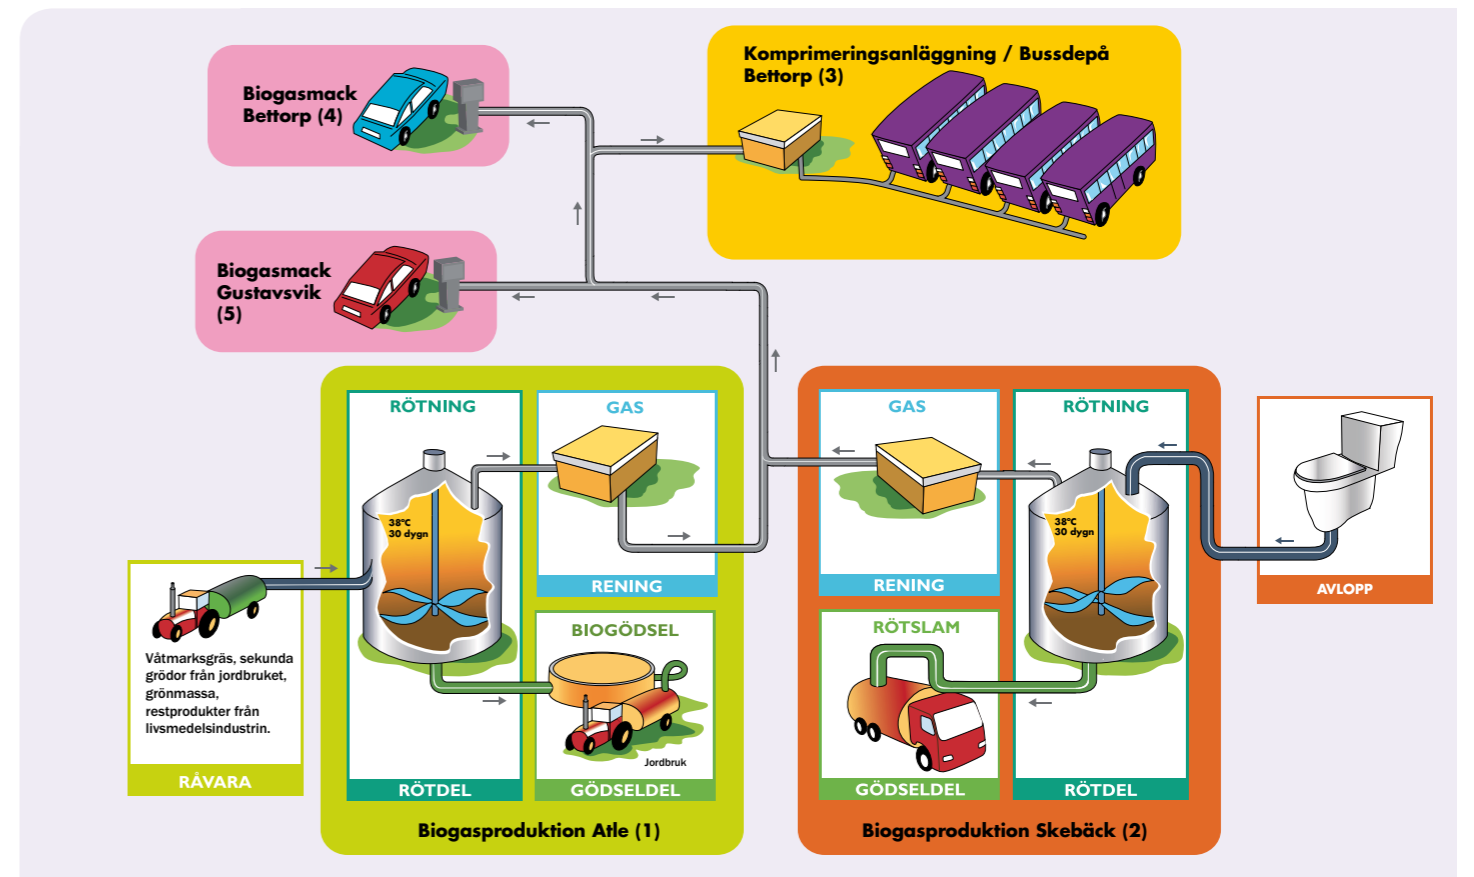 Biogasmack
Bettorp (4)
Komprimeringsanläggning / Bussdepå
Bettorp (3)
Biogasmack
Gustavsvik
(5)
RÖTNING
38°C
30 dygn
RÖTDEL
GAS
RENING
BIOGÖDSEL
Jordbruk
GÖDSELDEL
Biogasproduktion Atle (1)
Våtmarksgräs, sekunda
grödor från jordbruket,
grönmassa,
restprodukter från
livsmedelsindustrin.
RÅVARA
GAS
RENING
RÖTSLAM
GÖDSELDEL
RÖTNING
38°C
30 dygn
RÖTDEL
Biogasproduktion Skebäck (2)
AVLOPP